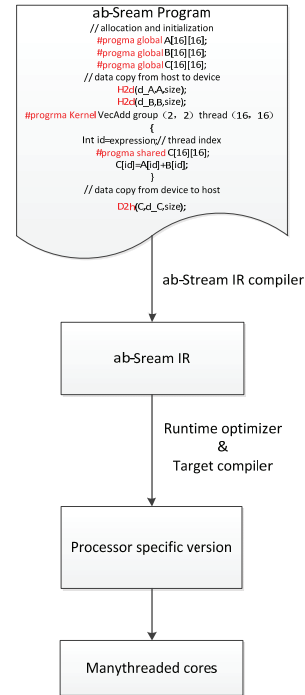 ab-Sream Program
// allocation and initialization
#progma global A[16][16];
#progma global B[16][16];
#progma global C[16][16];
// data copy from host to device
H2d(d_A,A,size);
H2d(d_B,B,size);
#progrma Kernel VecAdd group（2，2）thread（16，16）
{
Int id=expression;// thread index
#progma shared C[16][16];
C[id]=A[id]+B[id];
}
// data copy from device to host
D2h(C,d_C,size);
ab-Stream IR compiler
ab-Sream IR
Runtime optimizer
&
Target compiler
Processor specific version
Manythreaded cores